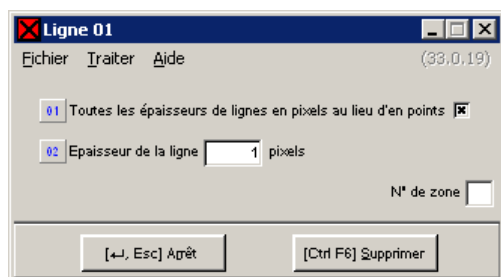 Ligne 01
Fichier Traiter Aide (33,0,19)
01 Toutes les épaisseurs de lignes en pixels au lieu d'en points
02 Epaisseur de la ligne 1 pixels
N° de zone
[↵, Esc] Arrêt [Ctrl F6] Supprimer